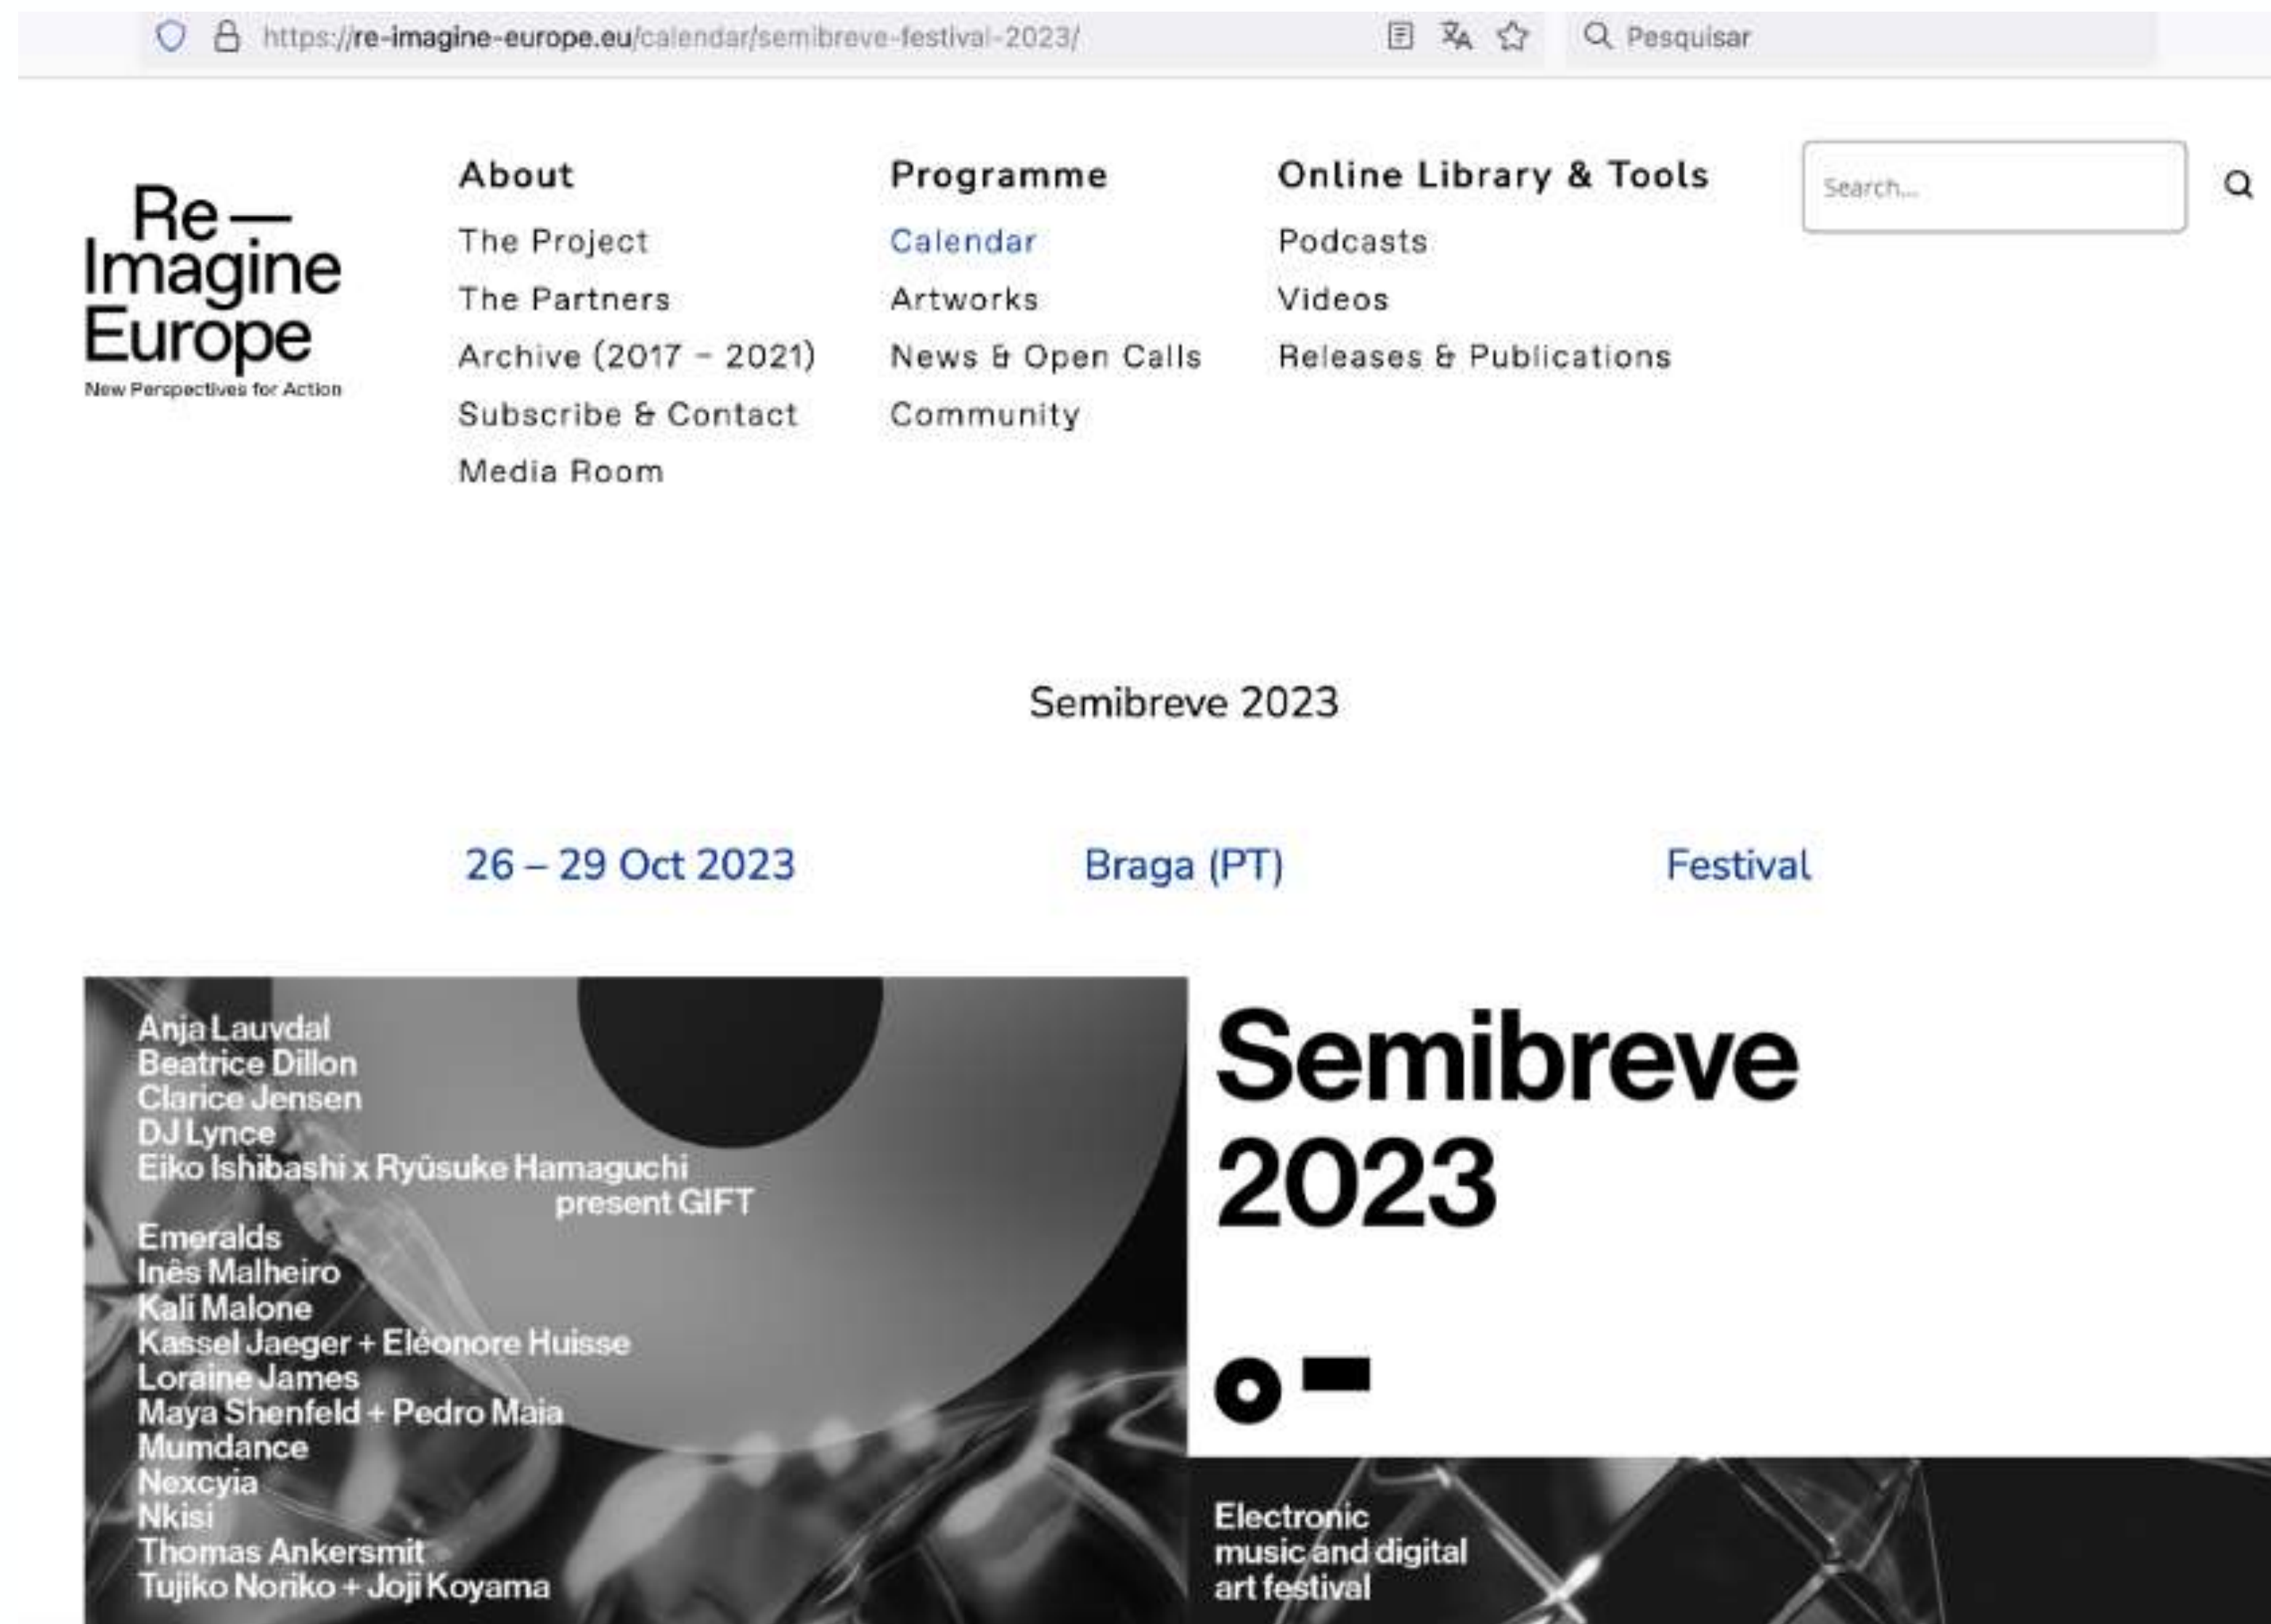 https://re-imagine-europe.eu/calendar/semibreve-festival-2023/
Pesquisar
Re—
Imagine
Europe
New Perspectives for Action
About
The Project
The Partners
Archive (2017 – 2021)
Subscribe & Contact
Media Room
Programme
Calendar
Artworks
News & Open Calls
Community
Online Library & Tools
Podcasts
Videos
Releases & Publications
Search...
Semibreve 2023
26 – 29 Oct 2023
Braga (PT)
Festival
Anja Lauvdal
Beatrice Dillon
Clarice Jensen
DJ Lynce
Eiko Ishibashi x Ryûsuke Hamaguchi
present GIFT
Emeralds
Inês Malheiro
Kali Malone
Kassel Jaeger + Eléonore Huisse
Loraine James
Maya Shenfeld + Pedro Maia
Mumdance
Nexcyia
Nkisi
Thomas Ankersmit
Tujiko Noriko + Joji Koyama
Semibreve
2023
Electronic
music and digital
art festival